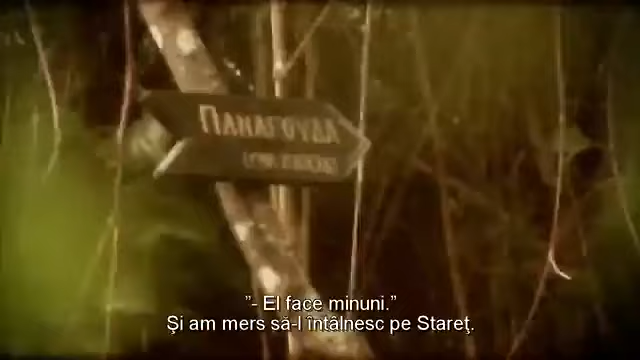 ΠΑΝΑΓΟΥΔΑ
"- El face minuni."
Şi am mers să-l întâlnesc pe Stareţ.